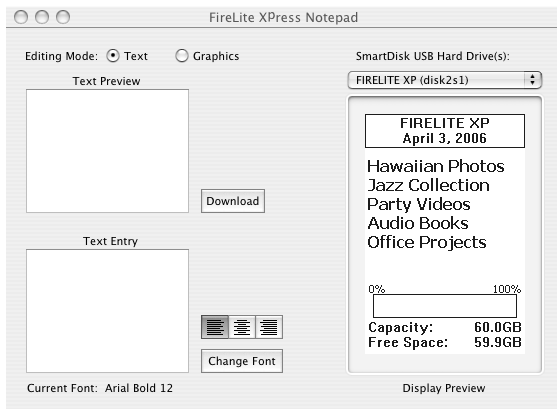 FireLite XPress Notepad
Editing Mode: Text Graphics
Text Preview
Download
Text Entry
Change Font
Current Font: Arial Bold 12
SmartDisk USB Hard Drive(s):
FIRELITE XP (disk2s1)
FIRELITE XP
April 3, 2006
Hawaiian Photos
Jazz Collection
Party Videos
Audio Books
Office Projects
0% 100%
Capacity: 60.0GB
Free Space: 59.9GB
Display Preview